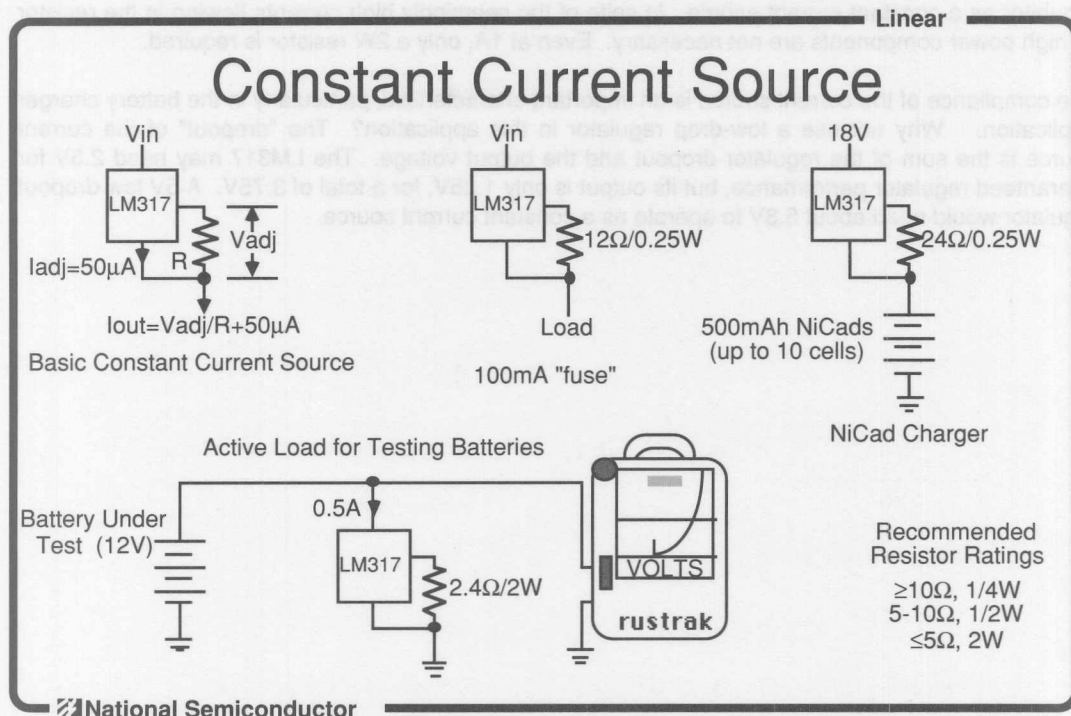 Linear
Constant Current Source
Vin
LM317
Vadj
R
Iadj=50µA
Iout=Vadj/R+50µA
Basic Constant Current Source
Vin
LM317
12Ω/0.25W
Load
100mA "fuse"
18V
LM317
24Ω/0.25W
500mAh NiCads
(up to 10 cells)
NiCad Charger
Active Load for Testing Batteries
Battery Under
Test (12V)
0.5A
LM317
2.4Ω/2W
VOLTS
rustrak
Recommended
Resistor Ratings
≥10Ω, 1/4W
5-10Ω, 1/2W
≤5Ω, 2W
National Semiconductor